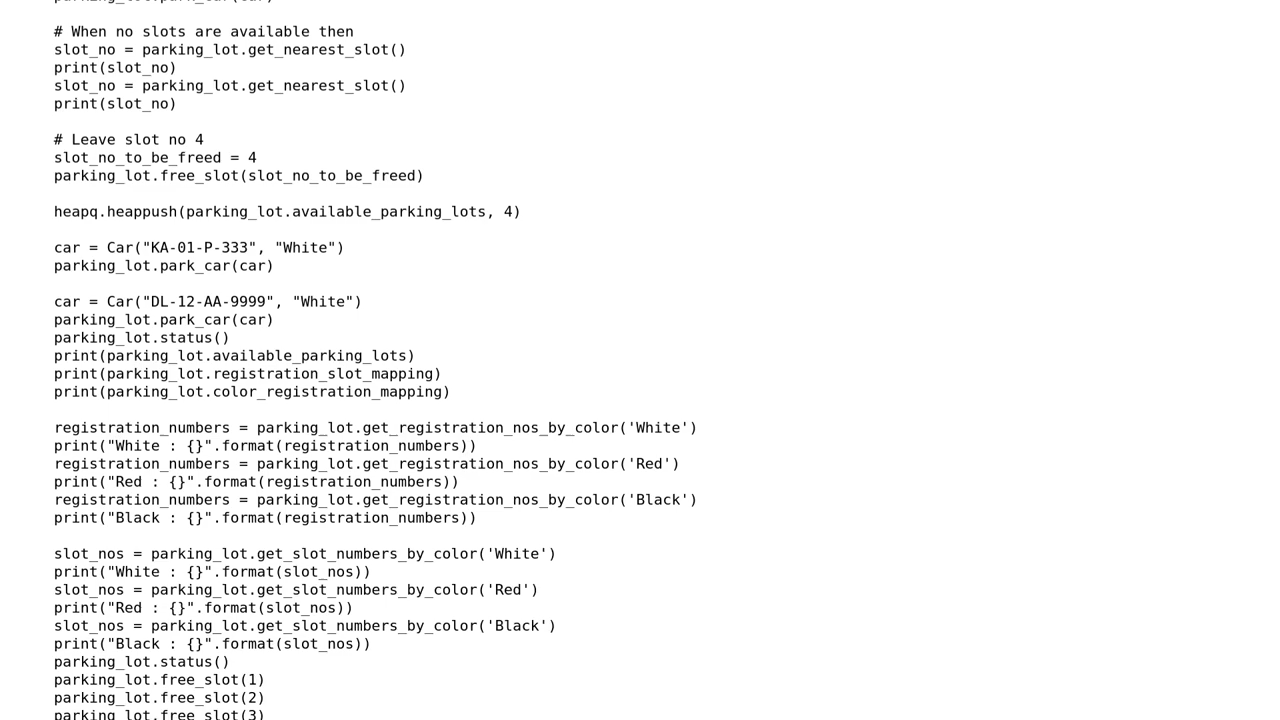 parking_lot.park_car(car)
# When no slots are available then
slot_no = parking_lot.get_nearest_slot()
print(slot_no)
slot_no = parking_lot.get_nearest_slot()
print(slot_no)
# Leave slot no 4
slot_no_to_be_freed = 4
parking_lot.free_slot(slot_no_to_be_freed)
heapq.heappush(parking_lot.available_parking_lots, 4)
car = Car("KA-01-P-333", "White")
parking_lot.park_car(car)
car = Car("DL-12-AA-9999", "White")
parking_lot.park_car(car)
parking_lot.status()
print(parking_lot.available_parking_lots)
print(parking_lot.registration_slot_mapping)
print(parking_lot.color_registration_mapping)
registration_numbers = parking_lot.get_registration_nos_by_color('White')
print("White : {}".format(registration_numbers))
registration_numbers = parking_lot.get_registration_nos_by_color('Red')
print("Red : {}".format(registration_numbers))
registration_numbers = parking_lot.get_registration_nos_by_color('Black')
print("Black : {}".format(registration_numbers))
slot_nos = parking_lot.get_slot_numbers_by_color('White')
print("White : {}".format(slot_nos))
slot_nos = parking_lot.get_slot_numbers_by_color('Red')
print("Red : {}".format(slot_nos))
slot_nos = parking_lot.get_slot_numbers_by_color('Black')
print("Black : {}".format(slot_nos))
parking_lot.status()
parking_lot.free_slot(1)
parking_lot.free_slot(2)
parking_lot.free_slot(3)